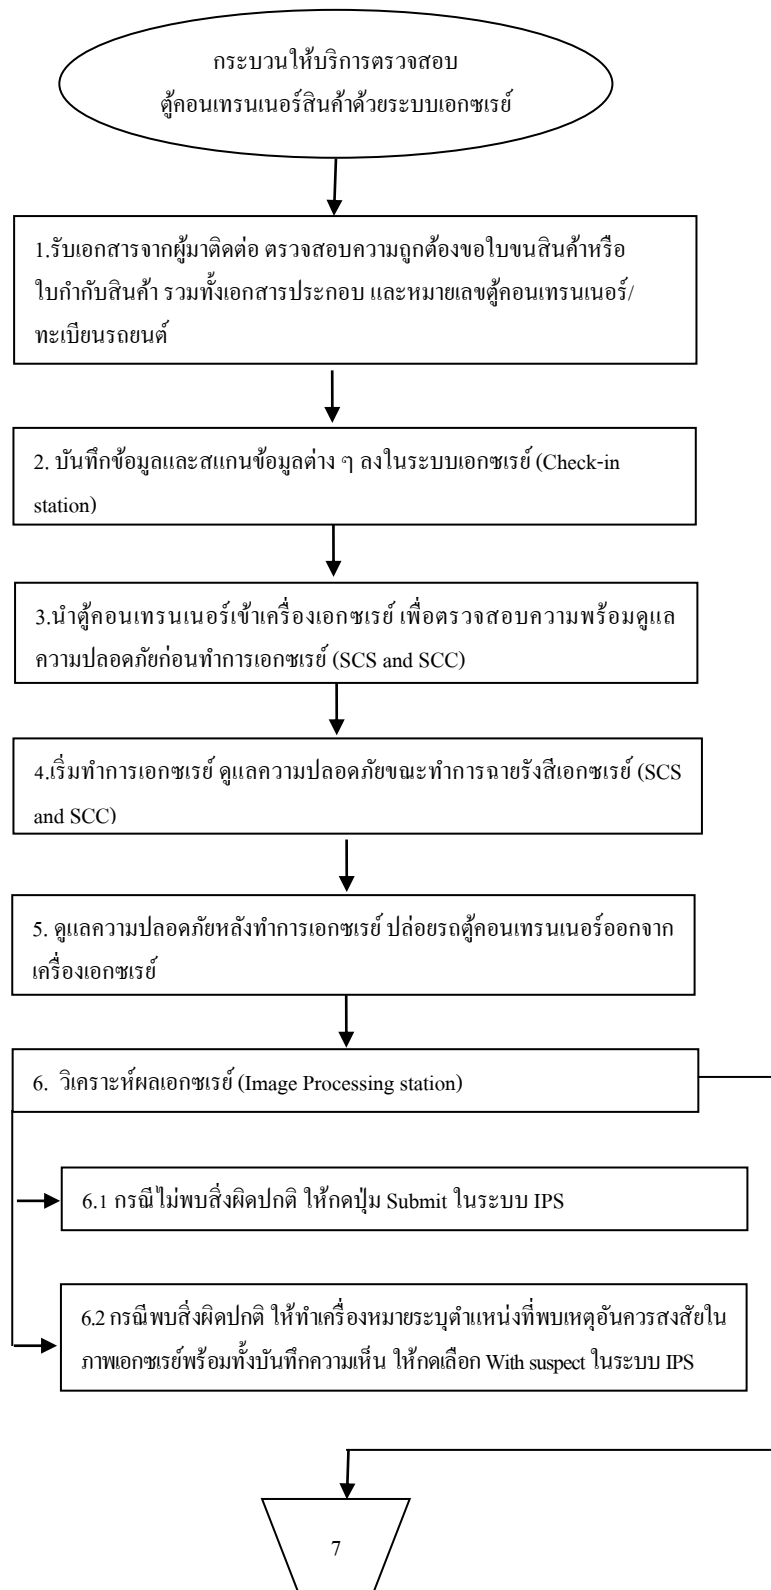 กระบวนให้บริการตรวจสอบ
ตู้คอนเทรนเนอร์สินค้าด้วยระบบเอกซเรย์
1.รับเอกสารจากผู้มาติดต่อ ตรวจสอบความถูกต้องขอใบขนสินค้าหรือ
ใบกำกับสินค้า รวมทั้งเอกสารประกอบ และหมายเลขตู้คอนเทรนเนอร์/
ทะเบียนรถยนต์
2. บันทึกข้อมูลและสแกนข้อมูลต่าง ๆ ลงในระบบเอกซเรย์ (Check-in
station)
3.นำตู้คอนเทรนเนอร์เข้าเครื่องเอกซเรย์ เพื่อตรวจสอบความพร้อมดูแล
ความปลอดภัยก่อนทำการเอกซเรย์ (SCS and SCC)
4.เริ่มทำการเอกซเรย์ ดูแลความปลอดภัยขณะทำการฉายรังสีเอกซเรย์ (SCS
and SCC)
5. ดูแลความปลอดภัยหลังทำการเอกซเรย์ ปล่อยรถตู้คอนเทรนเนอร์ออกจาก
เครื่องเอกซเรย์
6. วิเคราะห์ผลเอกซเรย์ (Image Processing station)
6.1 กรณีไม่พบสิ่งผิดปกติ ให้กดปุ่ม Submit ในระบบ IPS
6.2 กรณีพบสิ่งผิดปกติ ให้ทำเครื่องหมายระบุตำแหน่งที่พบเหตุอันควรสงสัยใน
ภาพเอกซเรย์พร้อมทั้งบันทึกความเห็น ให้กดเลือก With suspect ในระบบ IPS
7